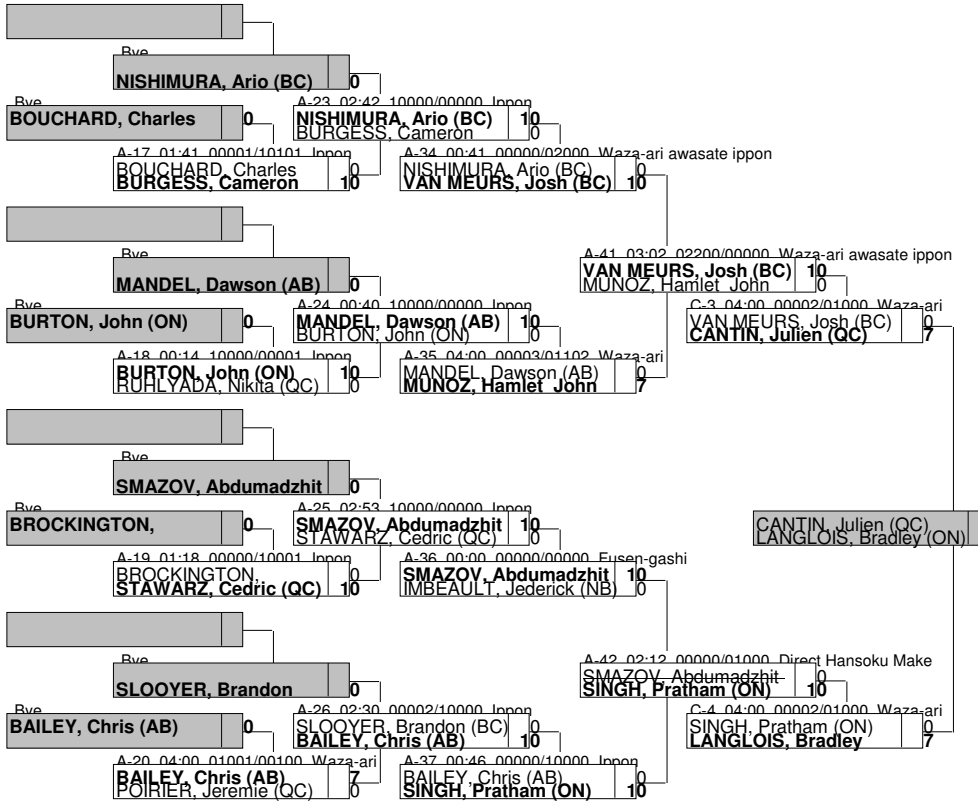 Bye
NISHIMURA, Ario (BC) 0
Bye
BOUCHARD, Charles 0
A-23 02:42 10000/00000 Ippon
NISHIMURA, Ario (BC) 10
BURGESS, Cameron 0
A-17 01:41 00001/10101 Ippon
BOUCHARD, Charles 0
BURGESS, Cameron 10
A-34 00:41 00000/02000 Waza-ari awasate ippon
NISHIMURA, Ario (BC) 0
VAN MEURS, Josh (BC) 10
Bye
MANDEL, Dawson (AB) 0
A-41 03:02 02200/00000 Waza-ari awasate ippon
VAN MEURS, Josh (BC) 10
MUNOZ, Hamlet John 0
Bye
BURTON, John (ON) 0
A-24 00:40 10000/00000 Ippon
MANDEL, Dawson (AB) 10
BURTON, John (ON) 0
C-3 04:00 00002/01000 Waza-ari
VAN MEURS, Josh (BC) 0
CANTIN, Julien (QC) 7
A-18 00:14 10000/00001 Ippon
BURTON, John (ON) 10
RUHLYADA, Nikita (QC) 0
A-35 04:00 00003/01102 Waza-ari
MANDEL, Dawson (AB) 0
MUNOZ, Hamlet John 7
Bye
SMAZOV, Abdumadzhit 0
Bye
BROCKINGTON, 0
A-25 02:53 10000/00000 Ippon
SMAZOV, Abdumadzhit 10
STAWARZ, Cedric (QC) 0
CANTIN, Julien (QC)
LANGLOIS, Bradley (ON)
A-19 01:18 00000/10001 Ippon
BROCKINGTON, 0
STAWARZ, Cedric (QC) 10
A-36 00:00 00000/00000 Fusen-gashi
SMAZOV, Abdumadzhit 10
IMBEAULT, Jederick (NB) 0
Bye
SLOOYER, Brandon 0
A-42 02:12 00000/01000 Direct Hansoku Make
SMAZOV, Abdumadzhit 0
SINGH, Pratham (ON) 10
Bye
BAILEY, Chris (AB) 0
A-26 02:30 00002/10000 Ippon
SLOOYER, Brandon (BC) 0
BAILEY, Chris (AB) 10
C-4 04:00 00002/01000 Waza-ari
SINGH, Pratham (ON) 0
LANGLOIS, Bradley 7
A-20 04:00 01001/00100 Waza-ari
BAILEY, Chris (AB) 7
POIRIER, Jeremie (QC) 0
A-37 00:46 00000/10000 Ippon
BAILEY, Chris (AB) 0
SINGH, Pratham (ON) 10